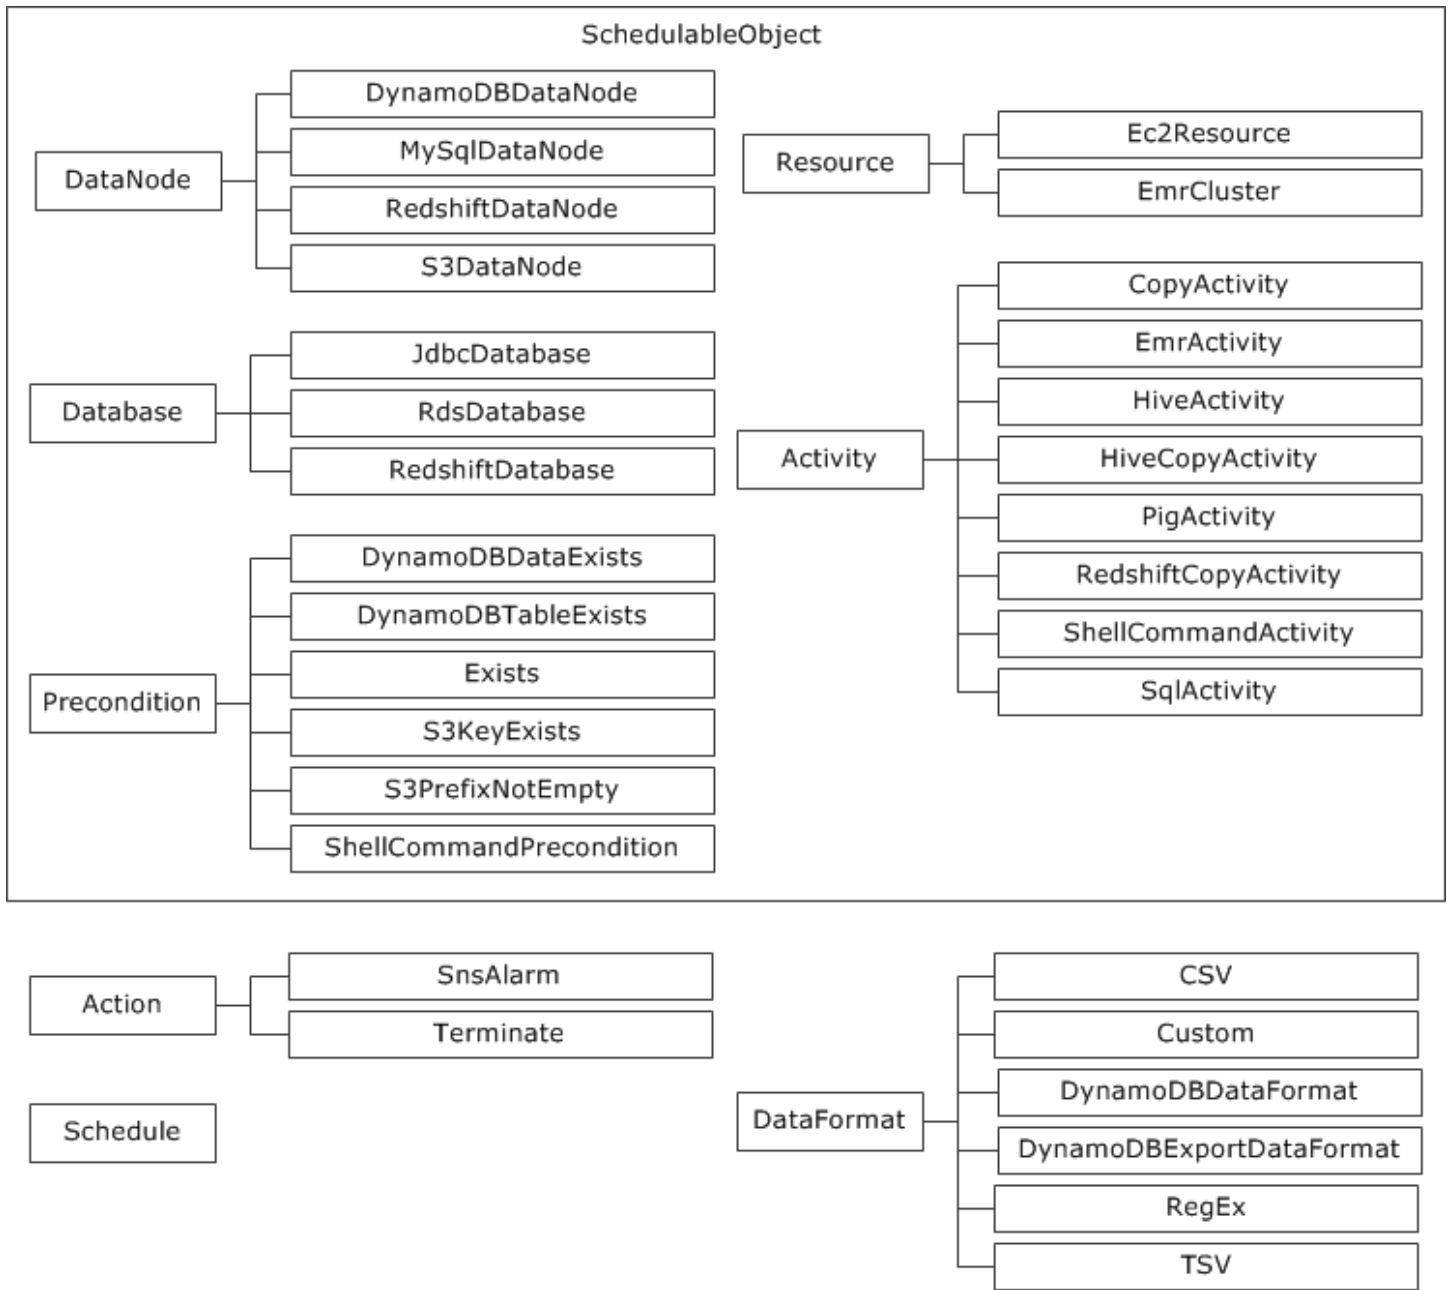 SchedulableObject
DataNode
DynamoDBDataNode
MySqlDataNode
RedshiftDataNode
S3DataNode
Database
JdbcDatabase
RdsDatabase
RedshiftDatabase
Precondition
DynamoDBDataExists
DynamoDBTableExists
Exists
S3KeyExists
S3PrefixNotEmpty
ShellCommandPrecondition
Resource
Ec2Resource
EmrCluster
Activity
CopyActivity
EmrActivity
HiveActivity
HiveCopyActivity
PigActivity
RedshiftCopyActivity
ShellCommandActivity
SqlActivity
Action
SnsAlarm
Terminate
Schedule
DataFormat
CSV
Custom
DynamoDBDataFormat
DynamoDBExportDataFormat
RegEx
TSV